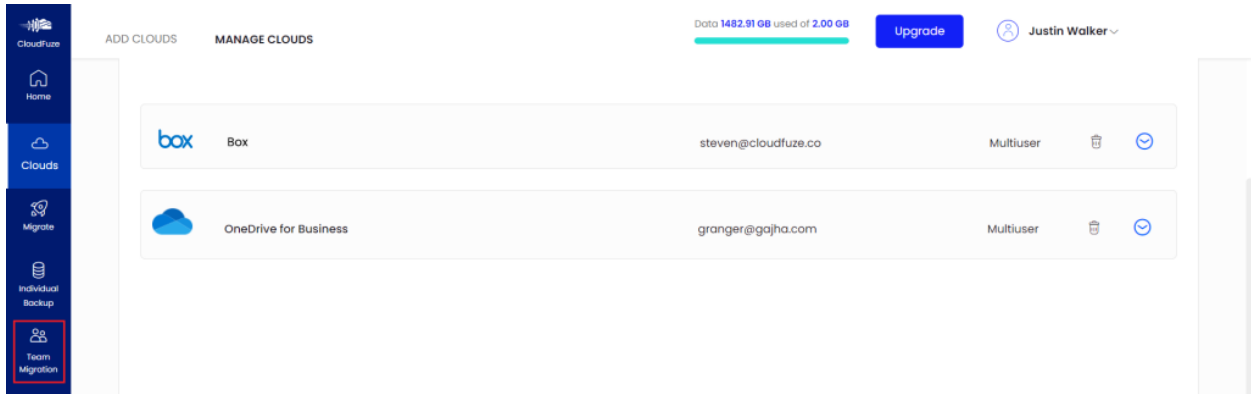 CloudFuze
ADD CLOUDS
MANAGE CLOUDS
Data 1482.91 GB used of 2.00 GB
Upgrade
Justin Walker
Home
Clouds
Migrate
Individual
Backup
Team
Migration
box
Box
steven@cloudfuze.co
Multiuser
OneDrive for Business
granger@gajha.com
Multiuser